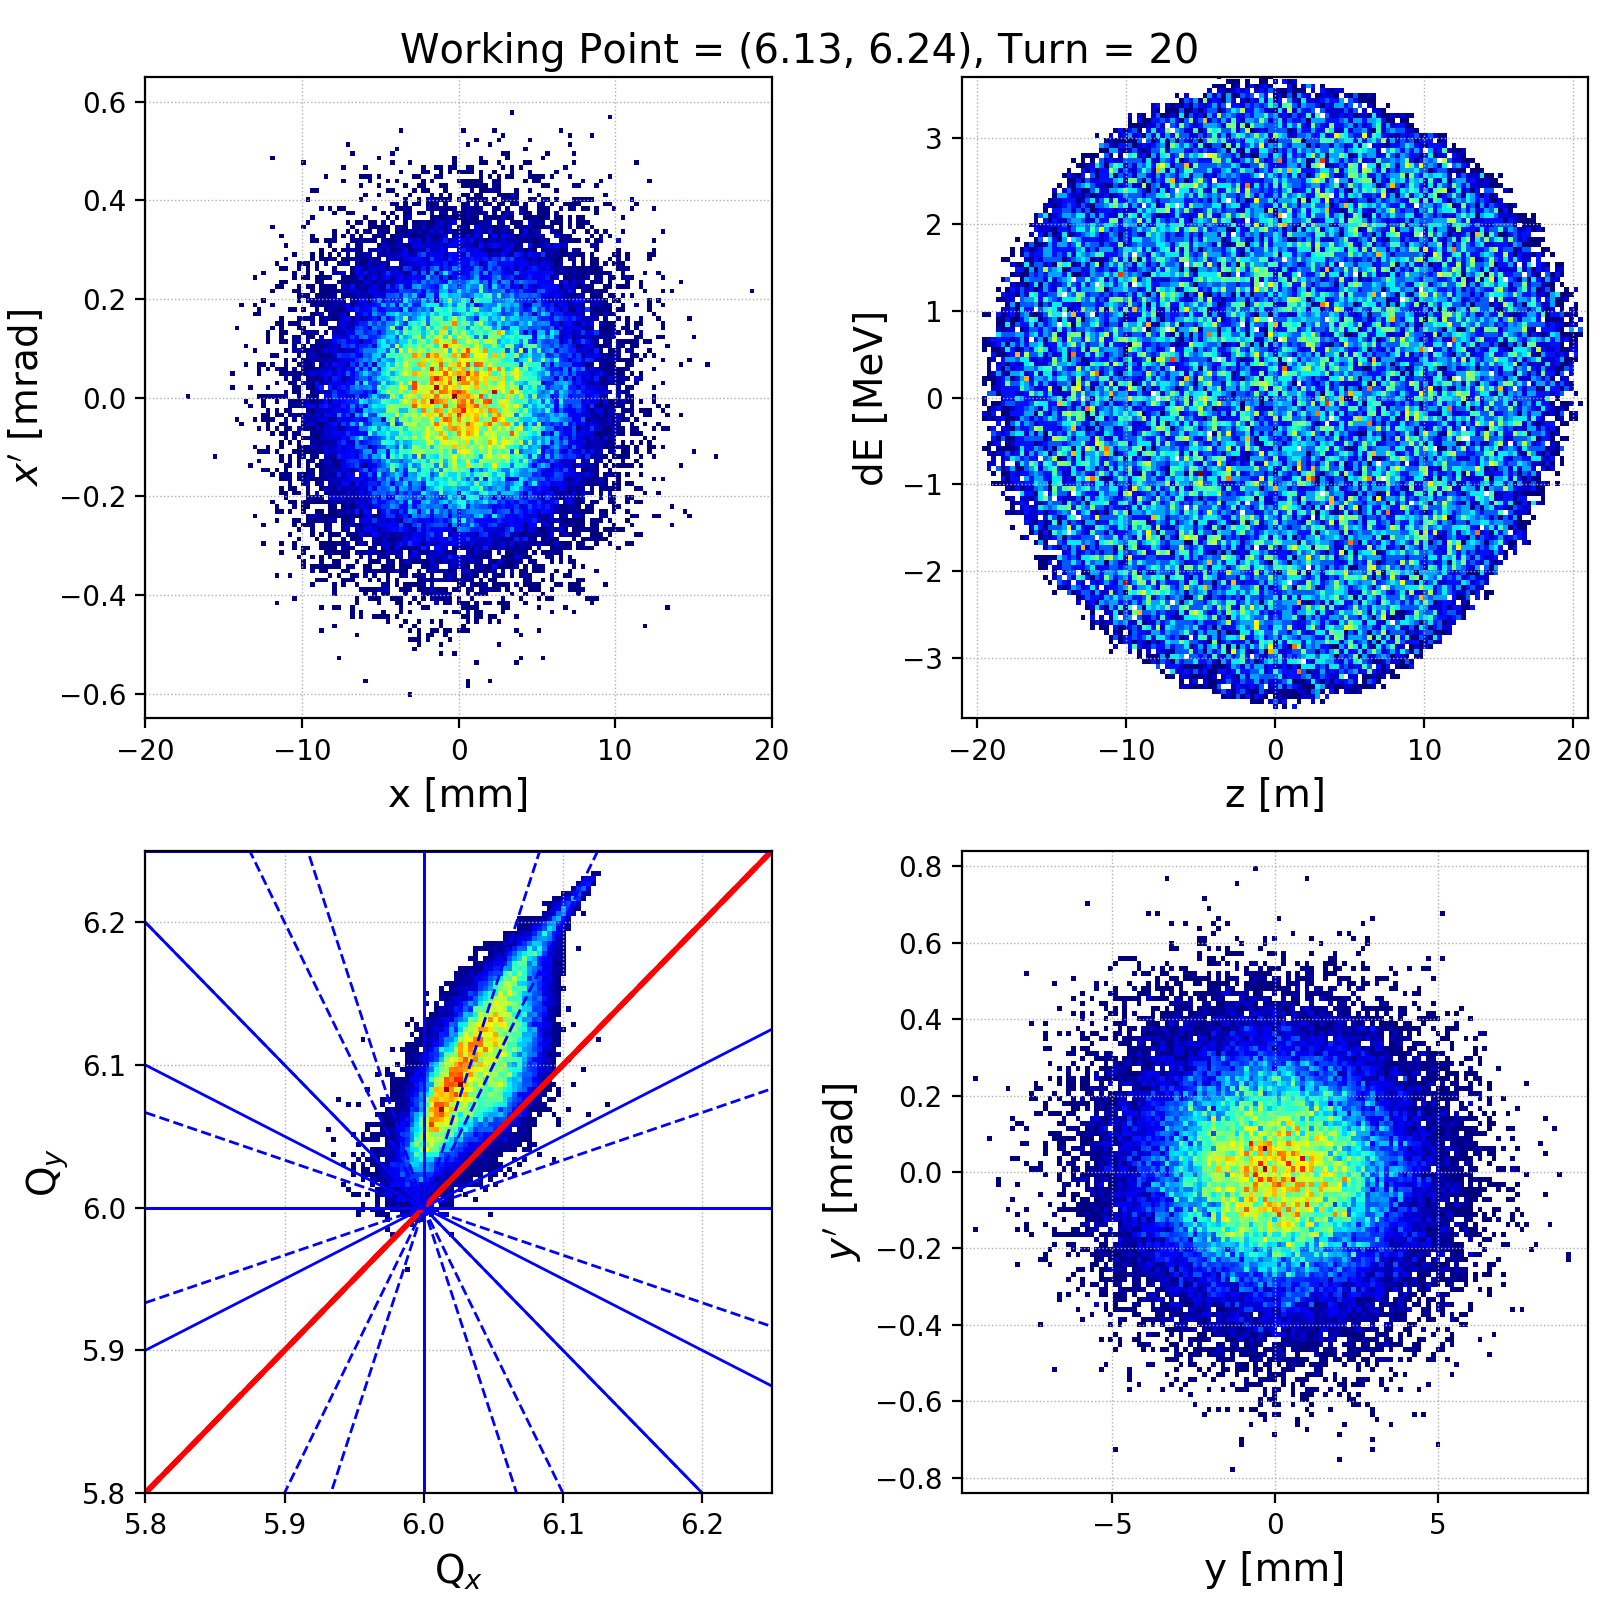 Working Point = (6.13, 6.24), Turn = 20
0.6
0.4
0.2
0.0
−0.2
−0.4
−0.6
x′ [mrad]
−20 −10 0 10 20
x [mm]
3
2
1
0
−1
−2
−3
dE [MeV]
−20 −10 0 10 20
z [m]
6.2
6.1
6.0
5.9
5.8
Qy
5.8 5.9 6.0 6.1 6.2
Qx
0.8
0.6
0.4
0.2
0.0
−0.2
−0.4
−0.6
−0.8
y′ [mrad]
−5 0 5
y [mm]